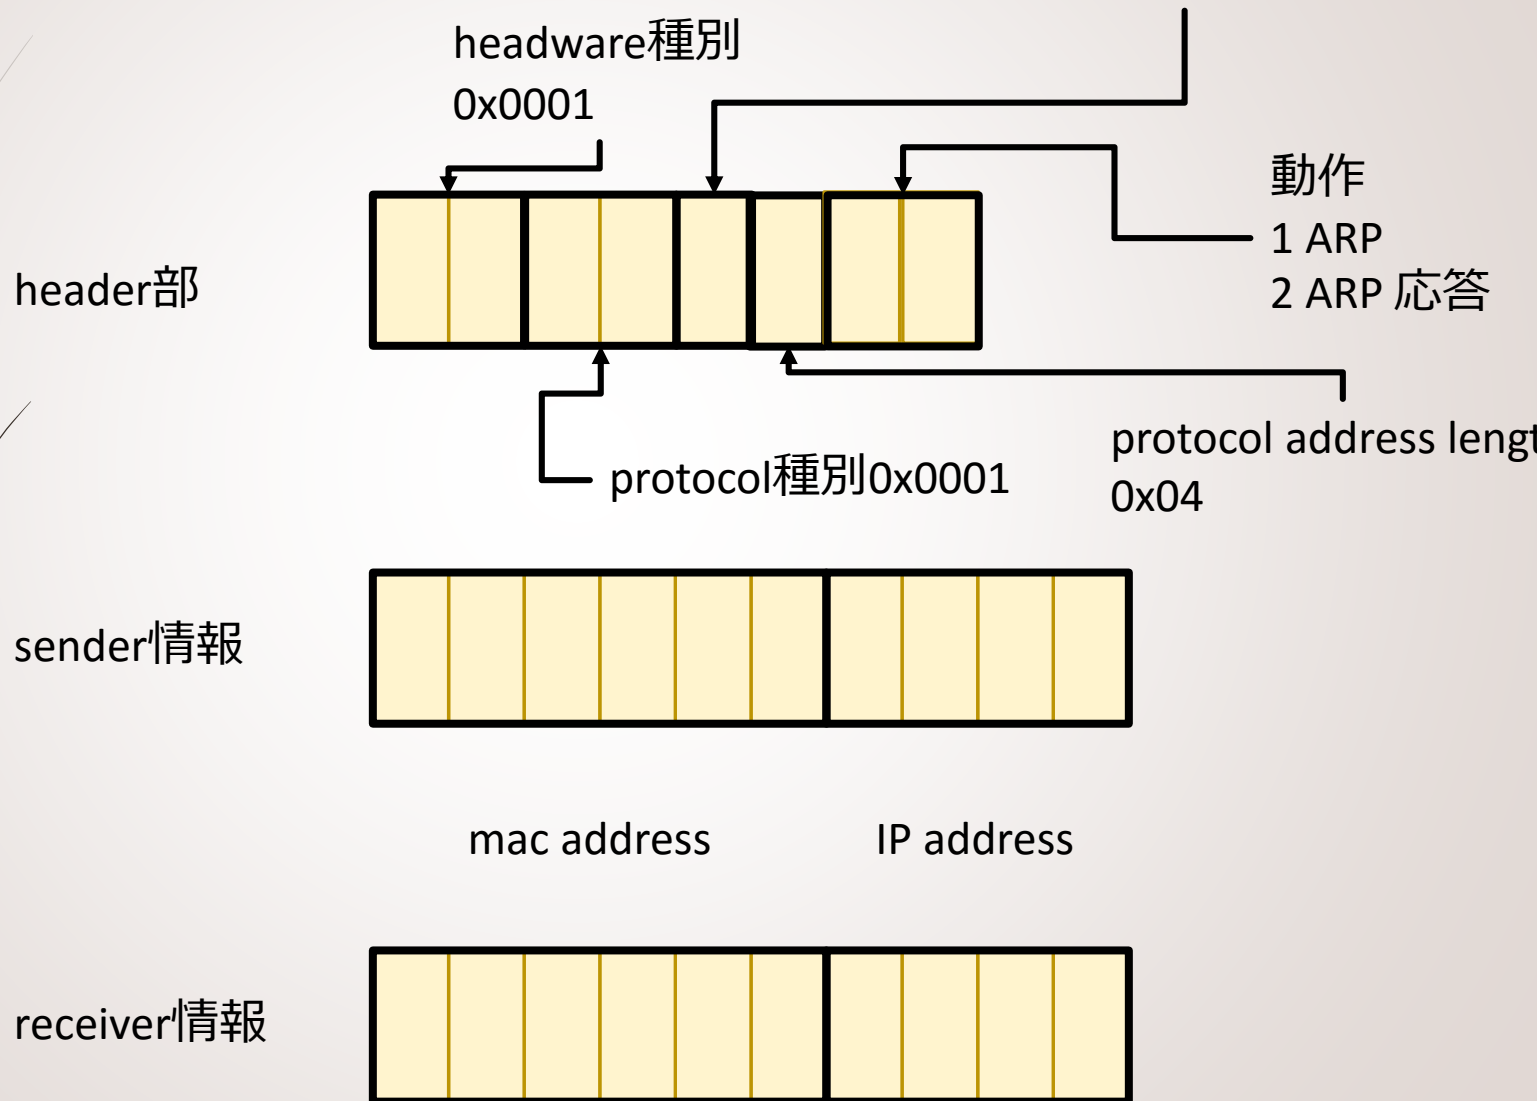 headware種別
0x0001
動作
1 ARP
2 ARP 応答
header部
protocol種別0x0001
protocol address lengt
0x04
sender情報
mac address
IP address
receiver情報